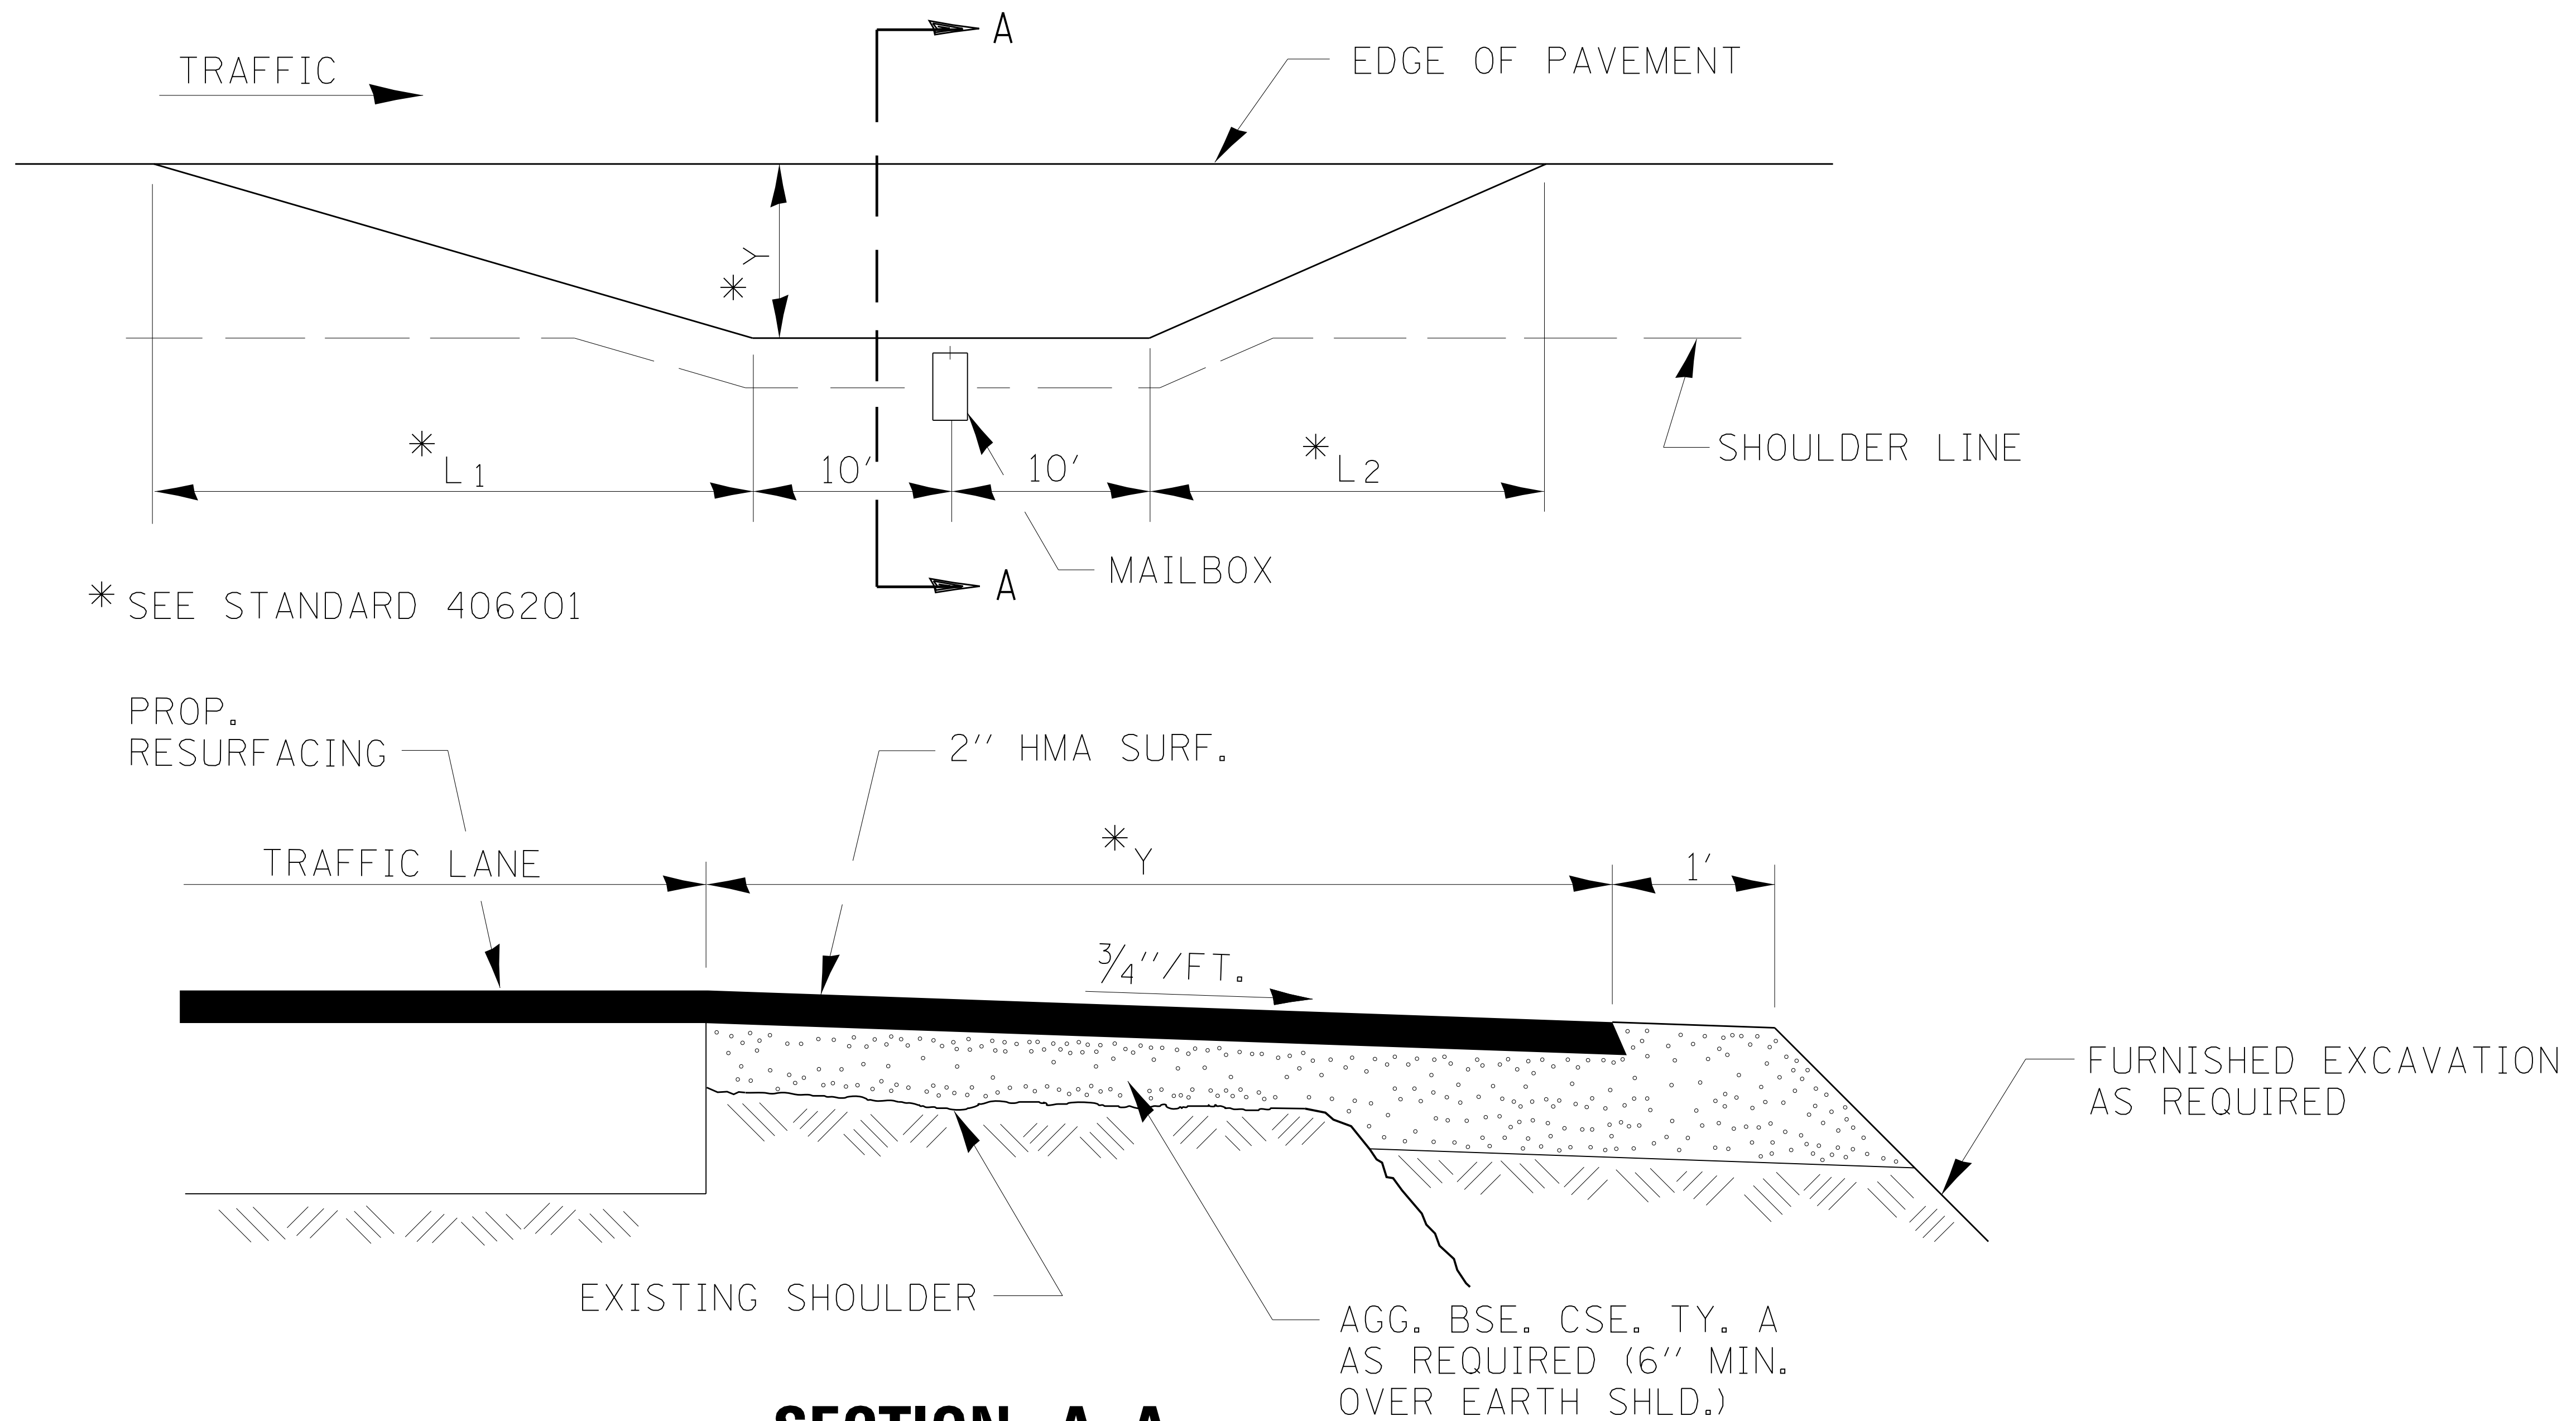 TRAFFIC
A
EDGE OF PAVEMENT
* Y
* L1
10'
10'
* L2
SHOULDER LINE
MAILBOX
A
* SEE STANDARD 406201
PROP.
RESURFACING
2" HMA SURF.
TRAFFIC LANE
* Y
1'
3/4"/FT.
FURNISHED EXCAVATION
AS REQUIRED
EXISTING SHOULDER
AGG. BSE. CSE. TY. A
AS REQUIRED (6" MIN.
OVER EARTH SHLD.)
SECTION A-A